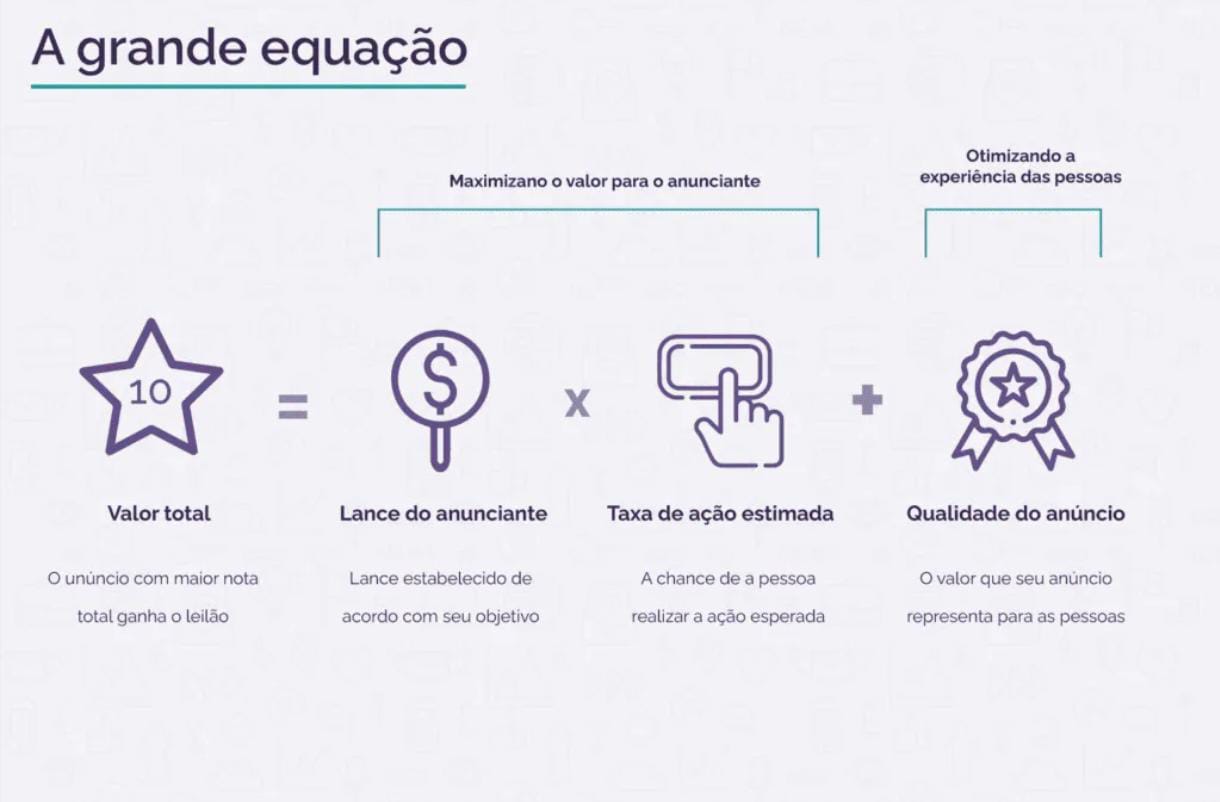 A grande equação
Maximizano o valor para o anunciante
Otimizando a
experiência das pessoas
10
=
$
x
+
Valor total
Lance do anunciante
Taxa de ação estimada
Qualidade do anúncio
O unúncio com maior nota
total ganha o leilão
Lance estabelecido de
acordo com seu objetivo
A chance de a pessoa
realizar a ação esperada
O valor que seu anúncio
representa para as pessoas